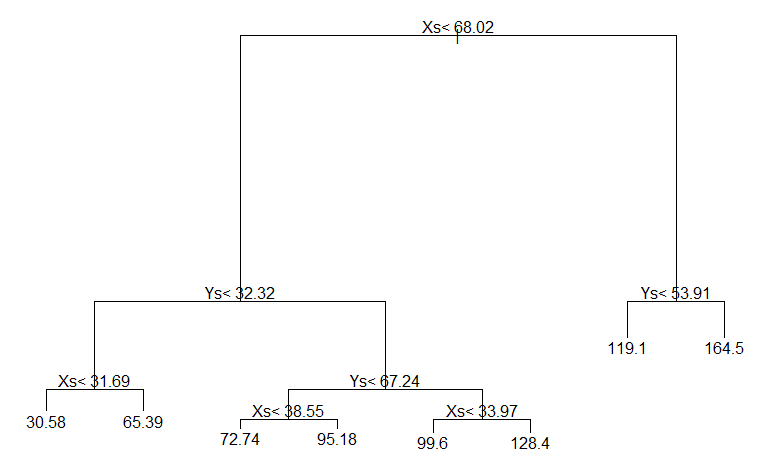 Xs< 68.02
Ys< 32.32
Ys< 53.91
119.1
164.5
Xs< 31.69
Ys< 67.24
30.58
65.39
Xs< 38.55
Xs< 33.97
72.74
95.18
99.6
128.4